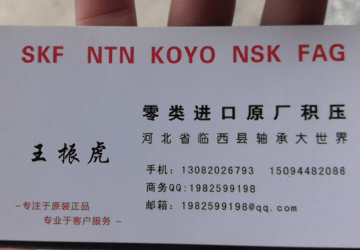 SKF NTN KOYO NSK FAG
零类进口原厂积压
河北省临西县轴承大世界
王振虎
手机：13082026793 15094482086
商务QQ:1982599198
邮箱：1982599198@qq.com
-专注于原装正品
专业于客户服务-